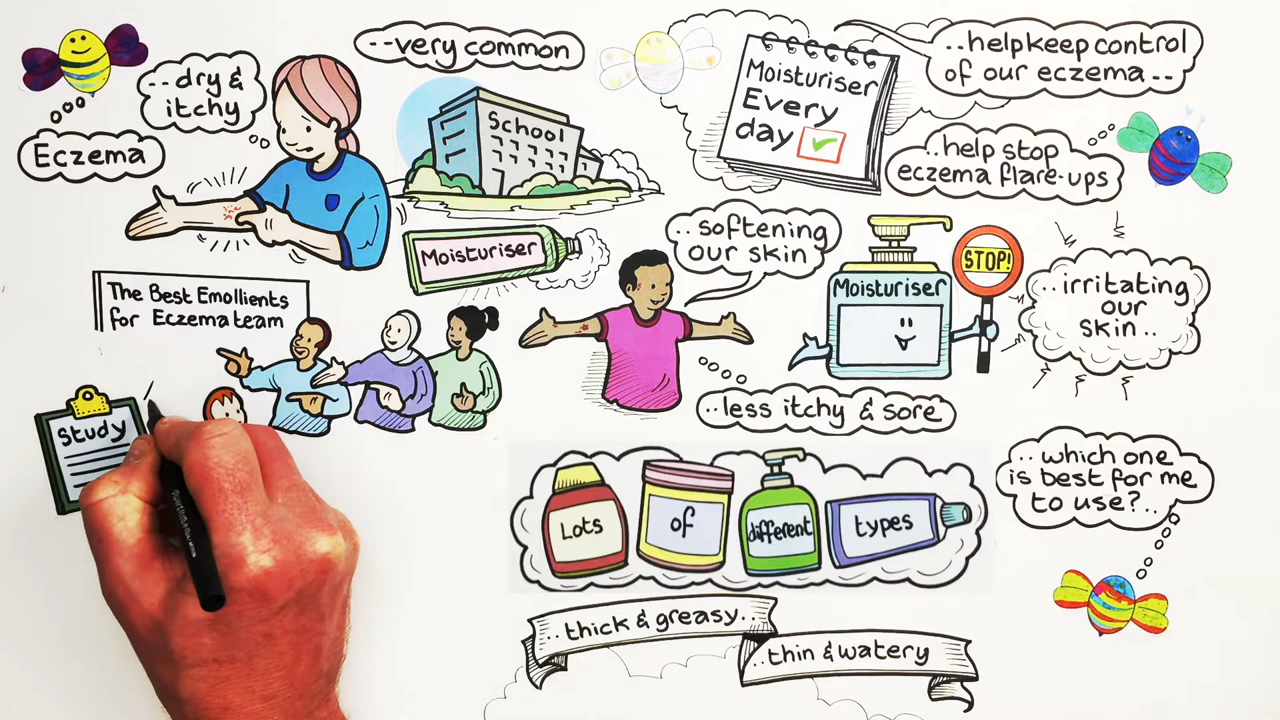 Eczema
..dry &
itchy
..very common
School
Moisturiser
Every
day
..helpkeep control
of our eczema..
..help stop
eczema flare-ups
Moisturiser
..softening
our skin
Moisturiser
STOP!
..irritating
our
skin..
The Best Emollients
for Eczema team
..less itchy & sore
Study
Lots
of
different
types
..which one
is best for me
to use?..
..thick & greasy..
..thin & watery